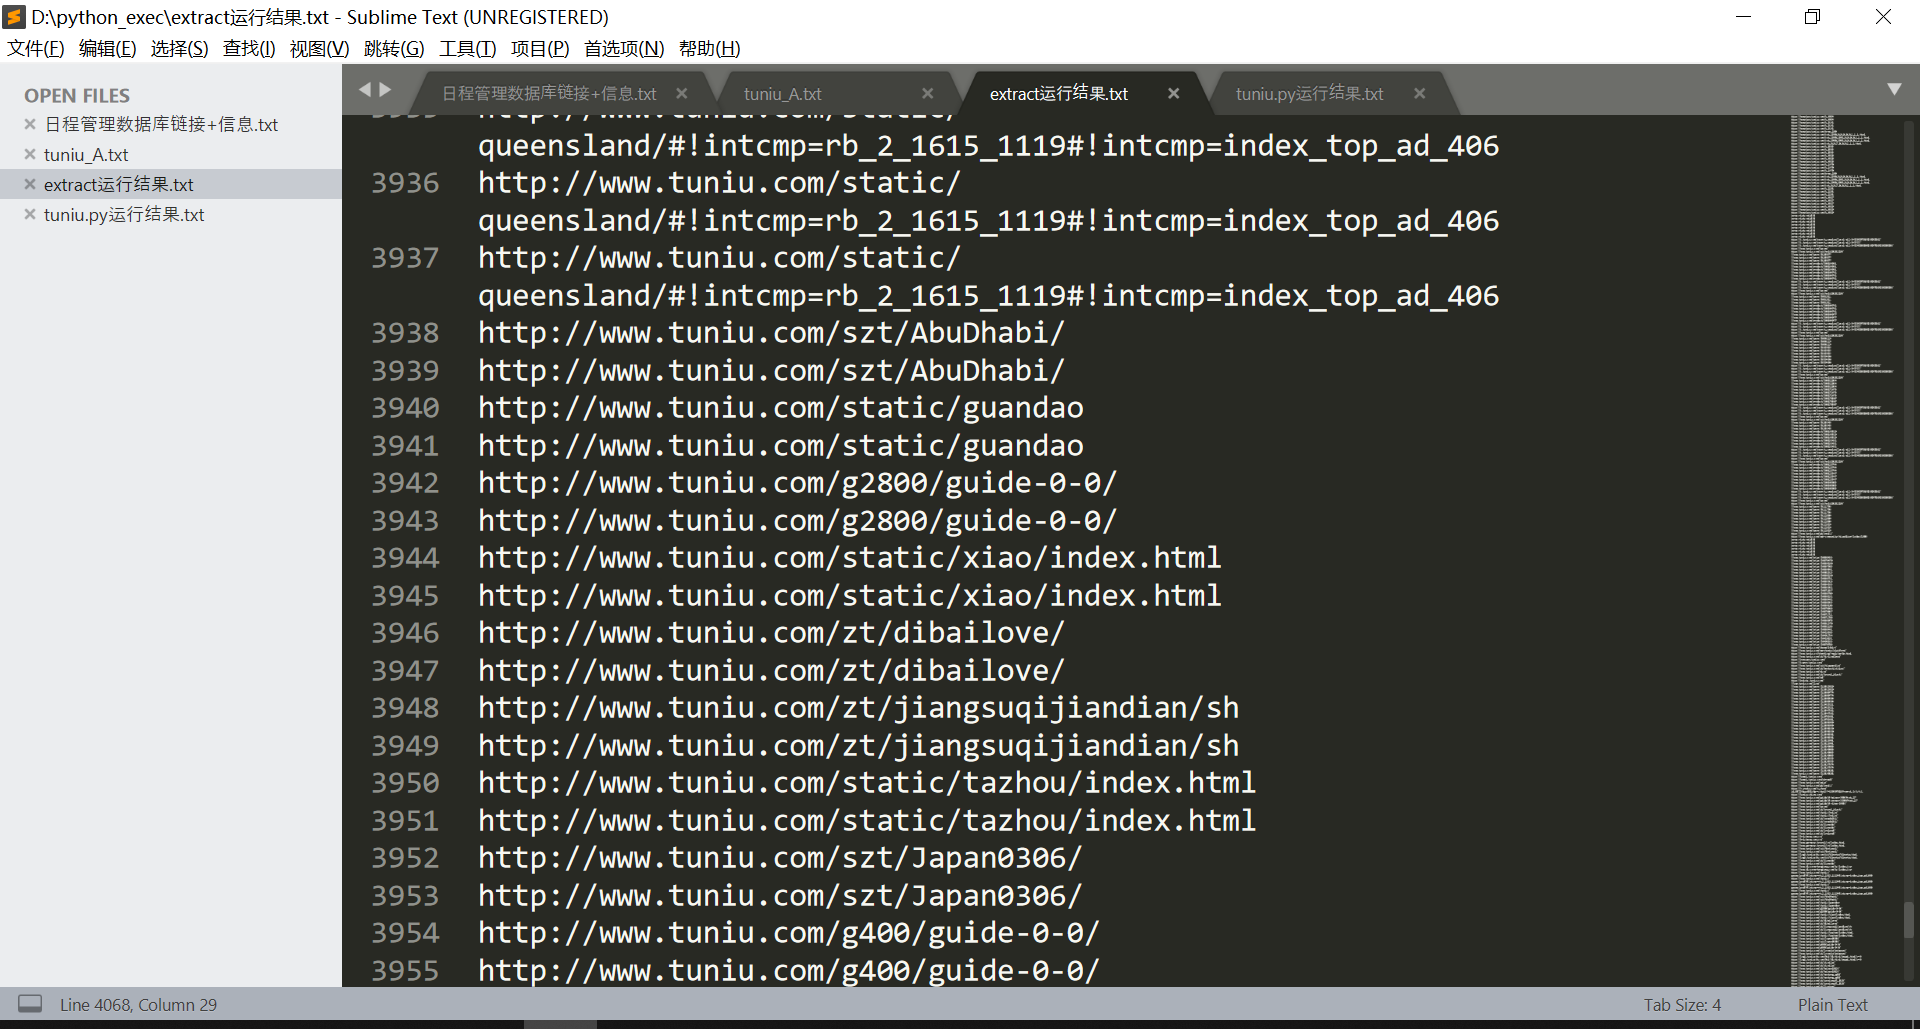 D:\python_exec\extract运行结果.txt - Sublime Text (UNREGISTERED)
文件(F) 编辑(E) 选择(S) 查找(I) 视图(V) 跳转(G) 工具(T) 项目(P) 首选项(N) 帮助(H)
OPEN FILES
日程管理数据库链接+信息.txt
tuniu_A.txt
extract运行结果.txt
tuniu.py运行结果.txt
日程管理数据库链接+信息.txt tuniu_A.txt extract运行结果.txt tuniu.py运行结果.txt
3935 http://www.tuniu.com/static/
queensland/#!intcmp=rb_2_1615_1119#!intcmp=index_top_ad_406
3936 http://www.tuniu.com/static/
queensland/#!intcmp=rb_2_1615_1119#!intcmp=index_top_ad_406
3937 http://www.tuniu.com/static/
queensland/#!intcmp=rb_2_1615_1119#!intcmp=index_top_ad_406
3938 http://www.tuniu.com/szt/AbuDhabi/
3939 http://www.tuniu.com/szt/AbuDhabi/
3940 http://www.tuniu.com/static/guandao
3941 http://www.tuniu.com/static/guandao
3942 http://www.tuniu.com/g2800/guide-0-0/
3943 http://www.tuniu.com/g2800/guide-0-0/
3944 http://www.tuniu.com/static/xiao/index.html
3945 http://www.tuniu.com/static/xiao/index.html
3946 http://www.tuniu.com/zt/dibailove/
3947 http://www.tuniu.com/zt/dibailove/
3948 http://www.tuniu.com/zt/jiangsuqijiandian/sh
3949 http://www.tuniu.com/zt/jiangsuqijiandian/sh
3950 http://www.tuniu.com/static/tazhou/index.html
3951 http://www.tuniu.com/static/tazhou/index.html
3952 http://www.tuniu.com/szt/Japan0306/
3953 http://www.tuniu.com/szt/Japan0306/
3954 http://www.tuniu.com/g400/guide-0-0/
3955 http://www.tuniu.com/g400/guide-0-0/
Line 4068, Column 29
Tab Size: 4
Plain Text